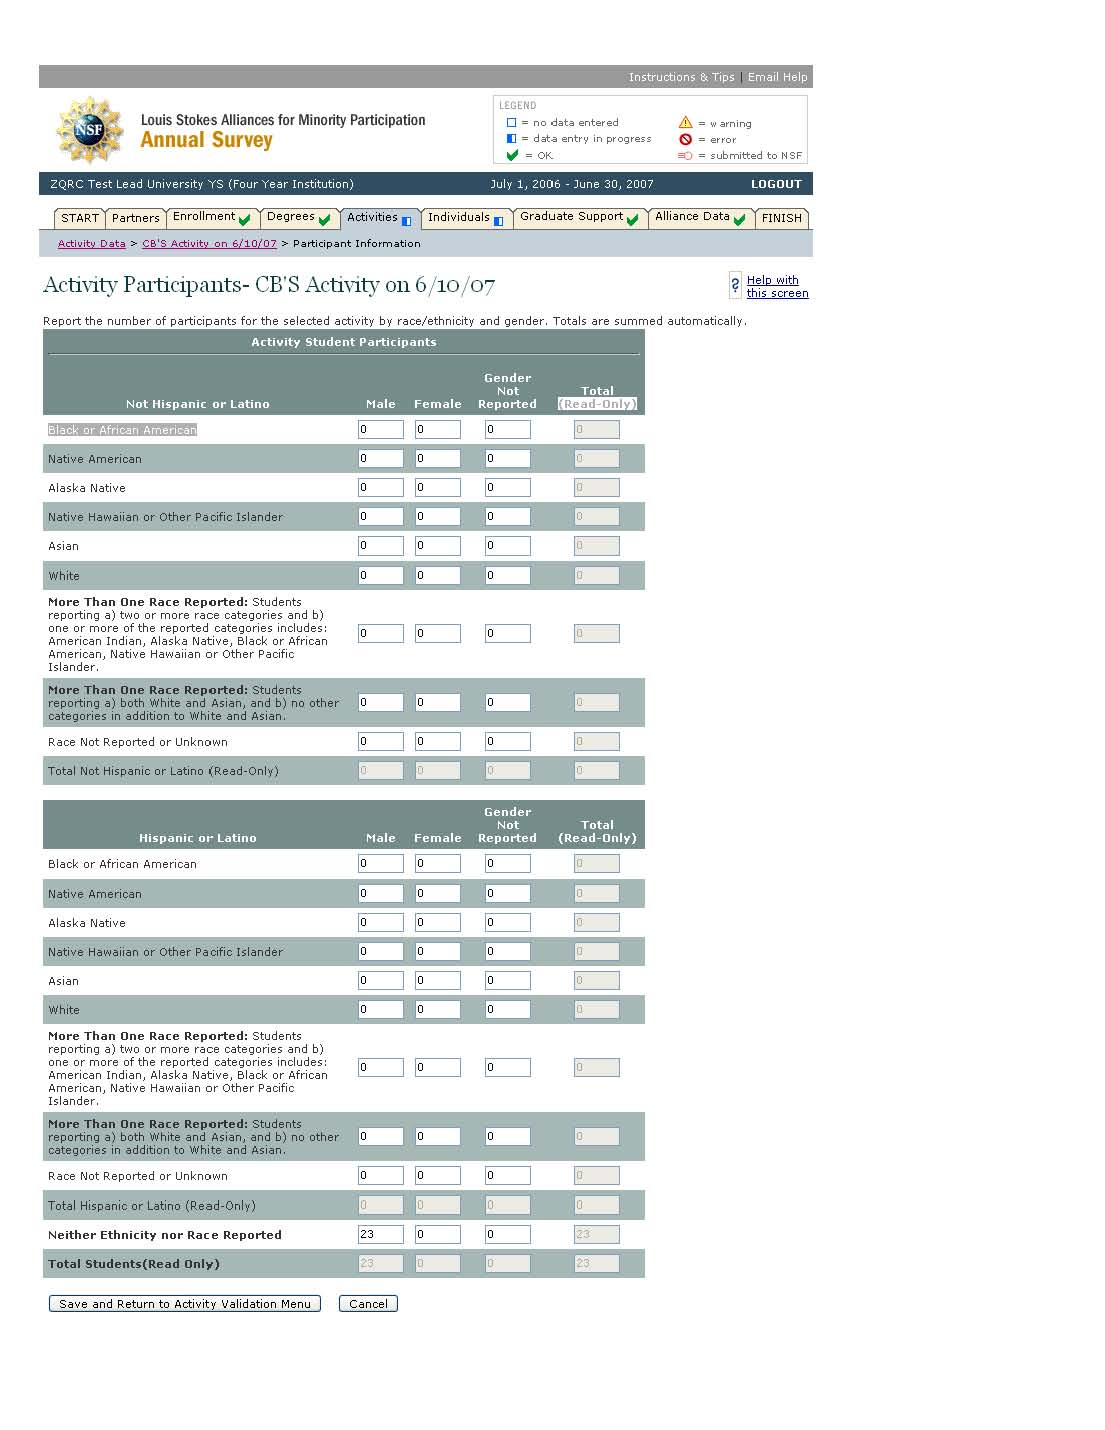 Instructions & Tips | Email Help
NSF
Louis Stokes Alliances for Minority Participation
Annual Survey
LEGEND
= no data entered
= data entry in progress
= OK
= warning
= error
= submitted to NSF
ZQRC Test Lead University YS (Four Year Institution) July 1, 2006 - June 30, 2007 LOGOUT
START Partners Enrollment Degrees Activities Individuals Graduate Support Alliance Data FINISH
Activity Data > CB'S Activity on 6/10/07 > Participant Information
Activity Participants- CB'S Activity on 6/10/07
? Help with
this screen
Report the number of participants for the selected activity by race/ethnicity and gender. Totals are summed automatically.
Activity Student Participants
Not Hispanic or Latino Male Female Gender Not Reported Total (Read-Only)
Black or African American 0 0 0 0
Native American 0 0 0 0
Alaska Native 0 0 0 0
Native Hawaiian or Other Pacific Islander 0 0 0 0
Asian 0 0 0 0
White 0 0 0 0
More Than One Race Reported: Students
reporting a) two or more race categories and b)
one or more of the reported categories includes:
American Indian, Alaska Native, Black or African
American, Native Hawaiian or Other Pacific
Islander.
0 0 0 0
More Than One Race Reported: Students
reporting a) both White and Asian, and b) no other
categories in addition to White and Asian.
0 0 0 0
Race Not Reported or Unknown 0 0 0 0
Total Not Hispanic or Latino (Read-Only) 0 0 0 0
Hispanic or Latino Male Female Gender Not Reported Total (Read-Only)
Black or African American 0 0 0 0
Native American 0 0 0 0
Alaska Native 0 0 0 0
Native Hawaiian or Other Pacific Islander 0 0 0 0
Asian 0 0 0 0
White 0 0 0 0
More Than One Race Reported: Students
reporting a) two or more race categories and b)
one or more of the reported categories includes:
American Indian, Alaska Native, Black or African
American, Native Hawaiian or Other Pacific
Islander.
0 0 0 0
More Than One Race Reported: Students
reporting a) both White and Asian, and b) no other
categories in addition to White and Asian.
0 0 0 0
Race Not Reported or Unknown 0 0 0 0
Total Hispanic or Latino (Read-Only) 0 0 0 0
Neither Ethnicity nor Race Reported 23 0 0 23
Total Students(Read Only) 23 0 0 23
Save and Return to Activity Validation Menu Cancel